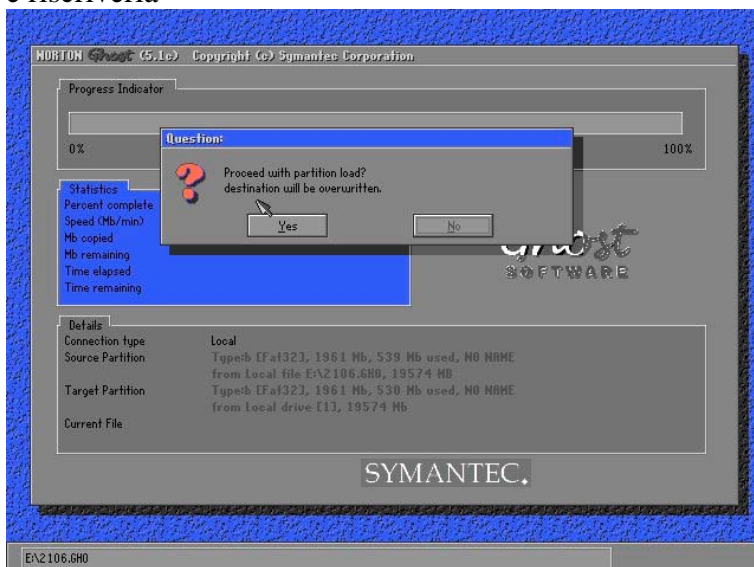 e riscriverla
NORTON Ghost (5.1c) Copyright (c) Symantec Corporation
Progress Indicator
0%
100%
Question:
Proceed with partition load?
destination will be overwritten.
Yes
No
Statistics
Percent complete
Speed (Mb/min)
Mb copied
Mb remaining
Time elapsed
Time remaining
Ghost
SOFTWARE
Details
Connection type Local
Source Partition Type:b [Fat32], 1961 Mb, 539 Mb used, NO NAME
from Local file E:\2106.GHO, 19574 MB
Target Partition Type:b [Fat32], 1961 Mb, 530 Mb used, NO NAME
from Local drive [1], 19574 Mb
Current File
SYMANTEC.
E:\2106.GHO